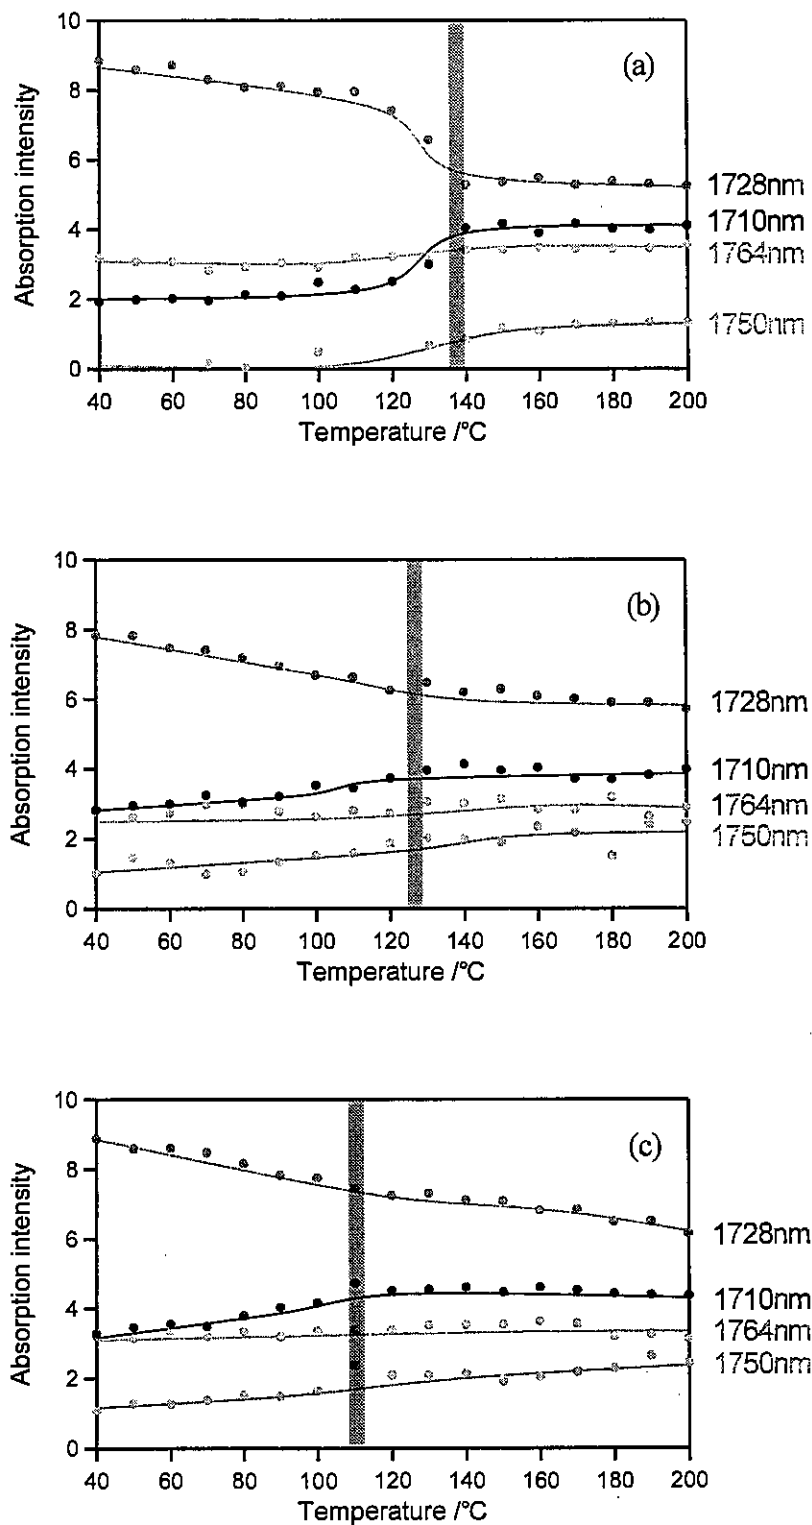 10
(a)
8
1728nm
6
1710nm
4
1764nm
2
1750nm
0
40 60 80 100 120 140 160 180 200
Temperature /°C
Absorption intensity
10
(b)
8
6
1728nm
4
1710nm
1764nm
2
1750nm
0
40 60 80 100 120 140 160 180 200
Temperature /°C
Absorption intensity
10
(c)
8
6
1728nm
4
1710nm
1764nm
2
1750nm
0
40 60 80 100 120 140 160 180 200
Temperature /°C
Absorption intensity